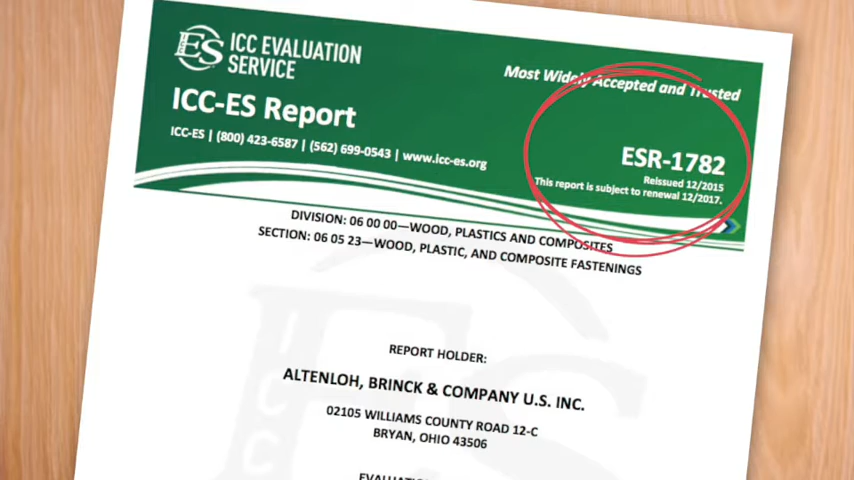 ICC EVALUATION
SERVICE
Most Widely Accepted and Trusted
ICC-ES Report
ICC-ES | (800) 423-6587 | (562) 699-0543 | www.icc-es.org
ESR-1782
Reissued 12/2015
This report is subject to renewal 12/2017.
DIVISION: 06 00 00—WOOD, PLASTICS AND COMPOSITES
SECTION: 06 05 23—WOOD, PLASTIC, AND COMPOSITE FASTENINGS
REPORT HOLDER:
ALTENLOH, BRINCK & COMPANY U.S. INC.
02105 WILLIAMS COUNTY ROAD 12-C
BRYAN, OHIO 43506